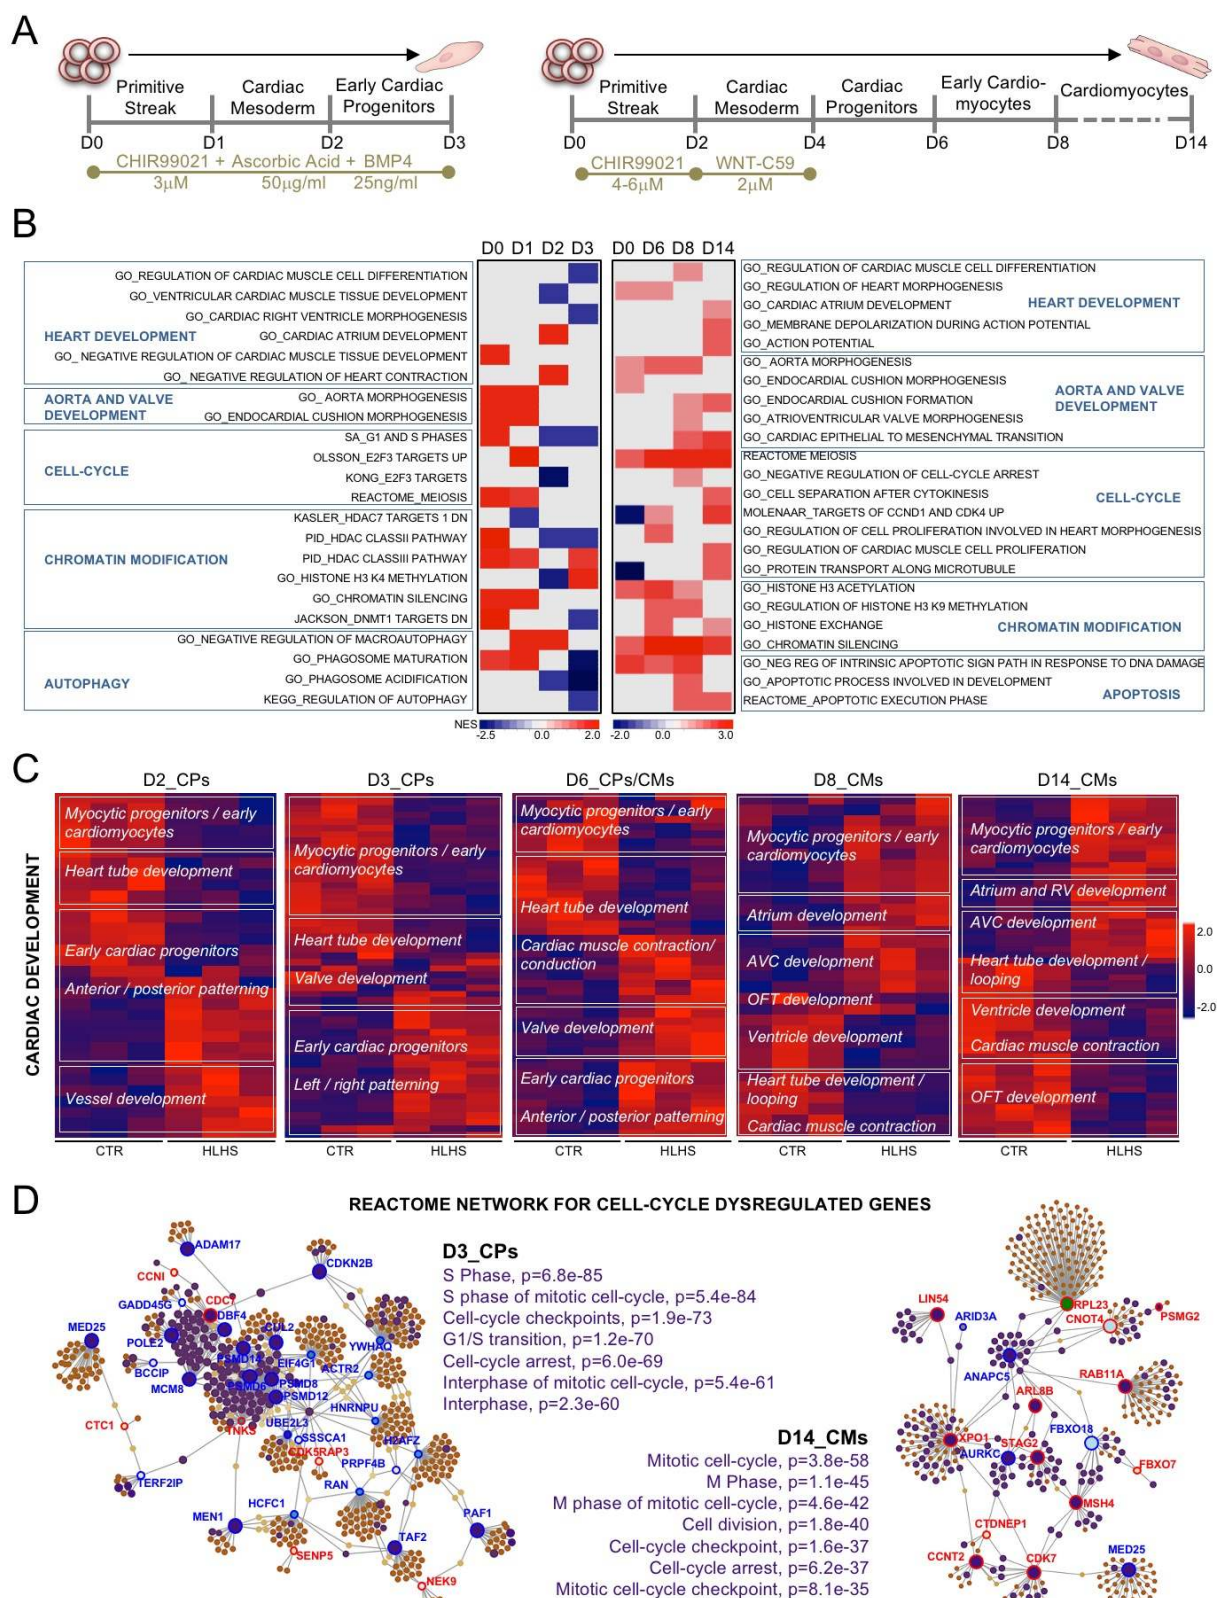 A
Primitive
Streak
Cardiac
Mesoderm
Early Cardiac
Progenitors
D0
D1
D2
D3
CHIR99021 + Ascorbic Acid + BMP4
3μM
50μg/ml
25ng/ml
Primitive
Streak
Cardiac
Mesoderm
Cardiac
Progenitors
Early Cardio-
myocytes
Cardiomyocytes
D0
D2
D4
D6
D8
D14
CHIR99021
WNT-C59
4-6μM
2μM
B
D0 D1 D2 D3
HEART DEVELOPMENT
GO_REGULATION OF CARDIAC MUSCLE CELL DIFFERENTIATION
GO_VENTRICULAR CARDIAC MUSCLE TISSUE DEVELOPMENT
GO_CARDIAC RIGHT VENTRICLE MORPHOGENESIS
GO_CARDIAC ATRIUM DEVELOPMENT
GO_ NEGATIVE REGULATION OF CARDIAC MUSCLE TISSUE DEVELOPMENT
GO_ NEGATIVE REGULATION OF HEART CONTRACTION
AORTA AND VALVE
DEVELOPMENT
GO_ AORTA MORPHOGENESIS
GO_ENDOCARDIAL CUSHION MORPHOGENESIS
CELL-CYCLE
SA_G1 AND S PHASES
OLSSON_E2F3 TARGETS UP
KONG_E2F3 TARGETS
REACTOME_MEIOSIS
CHROMATIN MODIFICATION
KASLER_HDAC7 TARGETS 1 DN
PID_HDAC CLASSII PATHWAY
PID_HDAC CLASSIII PATHWAY
GO_HISTONE H3 K4 METHYLATION
GO_CHROMATIN SILENCING
JACKSON_DNMT1 TARGETS DN
AUTOPHAGY
GO_NEGATIVE REGULATION OF MACROAUTOPHAGY
GO_PHAGOSOME MATURATION
GO_PHAGOSOME ACIDIFICATION
KEGG_REGULATION OF AUTOPHAGY
NES
-2.5 0.0 2.0
D0 D6 D8 D14
GO_REGULATION OF CARDIAC MUSCLE CELL DIFFERENTIATION
GO_REGULATION OF HEART MORPHOGENESIS
GO_CARDIAC ATRIUM DEVELOPMENT
GO_MEMBRANE DEPOLARIZATION DURING ACTION POTENTIAL
GO_ACTION POTENTIAL
HEART DEVELOPMENT
GO_ AORTA MORPHOGENESIS
GO_ENDOCARDIAL CUSHION MORPHOGENESIS
GO_ENDOCARDIAL CUSHION FORMATION
GO_ATRIOVENTRICULAR VALVE MORPHOGENESIS
GO_CARDIAC EPITHELIAL TO MESENCHYMAL TRANSITION
AORTA AND VALVE
DEVELOPMENT
REACTOME MEIOSIS
GO_NEGATIVE REGULATION OF CELL-CYCLE ARREST
GO_CELL SEPARATION AFTER CYTOKINESIS
MOLENAAR_TARGETS OF CCND1 AND CDK4 UP
GO_REGULATION OF CELL PROLIFERATION INVOLVED IN HEART MORPHOGENESIS
GO_REGULATION OF CARDIAC MUSCLE CELL PROLIFERATION
GO_PROTEIN TRANSPORT ALONG MICROTUBULE
CELL-CYCLE
GO_HISTONE H3 ACETYLATION
GO_REGULATION OF HISTONE H3 K9 METHYLATION
GO_HISTONE EXCHANGE
GO_CHROMATIN SILENCING
CHROMATIN MODIFICATION
GO_NEG REG OF INTRINSIC APOPTOTIC SIGN PATH IN RESPONSE TO DNA DAMAGE
GO_APOPTOTIC PROCESS INVOLVED IN DEVELOPMENT
REACTOME_APOPTOTIC EXECUTION PHASE
APOPTOSIS
-2.0 0.0 3.0
C
CARDIAC DEVELOPMENT
D2_CPs
Myocytic progenitors / early
cardiomyocytes
Heart tube development
Early cardiac progenitors
Anterior / posterior patterning
Vessel development
CTR HLHS
D3_CPs
Myocytic progenitors / early
cardiomyocytes
Heart tube development
Valve development
Early cardiac progenitors
Left / right patterning
CTR HLHS
D6_CPs/CMs
Myocytic progenitors / early
cardiomyocytes
Heart tube development
Cardiac muscle contraction/
conduction
Valve development
Early cardiac progenitors
Anterior / posterior patterning
CTR HLHS
D8_CMs
Myocytic progenitors / early
cardiomyocytes
Atrium development
AVC development
OFT development
Ventricle development
Heart tube development /
looping
Cardiac muscle contraction
CTR HLHS
D14_CMs
Myocytic progenitors / early
cardiomyocytes
Atrium and RV development
AVC development
Heart tube development /
looping
Ventricle development
Cardiac muscle contraction
OFT development
CTR HLHS
2.0
0.0
-2.0
D
REACTOME NETWORK FOR CELL-CYCLE DYSREGULATED GENES
ADAM17
CCNI
CDKN2B
GADD45G
CDC7
DBF4
MED25
POLE2
CUL2
YWHAQ
PSMD14
EIF4G1
ACTR2
BCCIP
MCM8
PSMD6
PSMD8
PSMD12
HNRNPU
CTC1
TNKS
UBE2L3
SSSCA1
H2AFZ
CDK5RAP3
PRPF4B
TERF2IP
RAN
HCFC1
MEN1
PAF1
TAF2
SENP5
NEK9
D3_CPs
S Phase, p=6.8e-85
S phase of mitotic cell-cycle, p=5.4e-84
Cell-cycle checkpoints, p=1.9e-73
G1/S transition, p=1.2e-70
Cell-cycle arrest, p=6.0e-69
Interphase of mitotic cell-cycle, p=5.4e-61
Interphase, p=2.3e-60
D14_CMs
Mitotic cell-cycle, p=3.8e-58
M Phase, p=1.1e-45
M phase of mitotic cell-cycle, p=4.6e-42
Cell division, p=1.8e-40
Cell-cycle checkpoint, p=1.6e-37
Cell-cycle arrest, p=6.2e-37
Mitotic cell-cycle checkpoint, p=8.1e-35
LIN54
ARID3A
RPL23
CNOT4
PSMG2
ANAPC5
RAB11A
ARL8B
XPO1
STAG2
FBXO18
AURKC
FBXO7
MSH4
CTDNEP1
CCNT2
CDK7
MED25